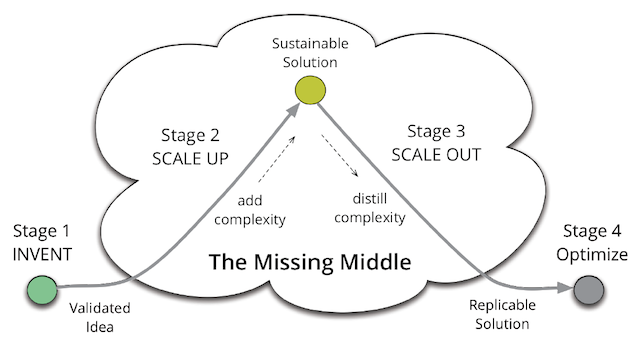 Sustainable
Solution
Stage 2
SCALE UP
Stage 3
SCALE OUT
add
complexity
distill
complexity
Stage 1
INVENT
Stage 4
Optimize
The Missing Middle
Validated
Idea
Replicable
Solution